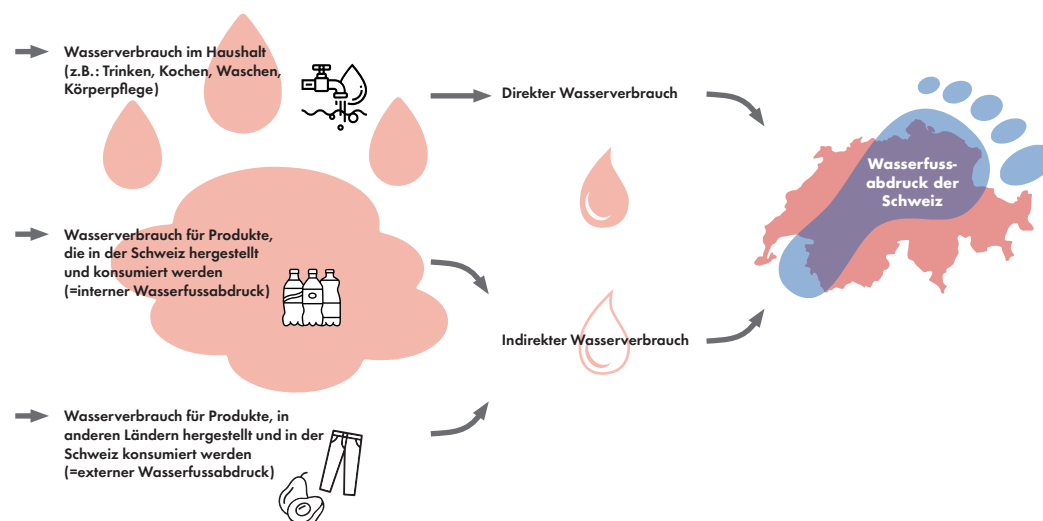 Wasserverbrauch im Haushalt
(z.B.: Trinken, Kochen, Waschen,
Körperpflege)
Direkter Wasserverbrauch
Wasserfuss-
abdruck der
Schweiz
Wasserverbrauch für Produkte,
die in der Schweiz hergestellt
und konsumiert werden
(=interner Wasserfussabdruck)
Indirekter Wasserverbrauch
Wasserverbrauch für Produkte, in
anderen Ländern hergestellt und in der
Schweiz konsumiert werden
(=externer Wasserfussabdruck)